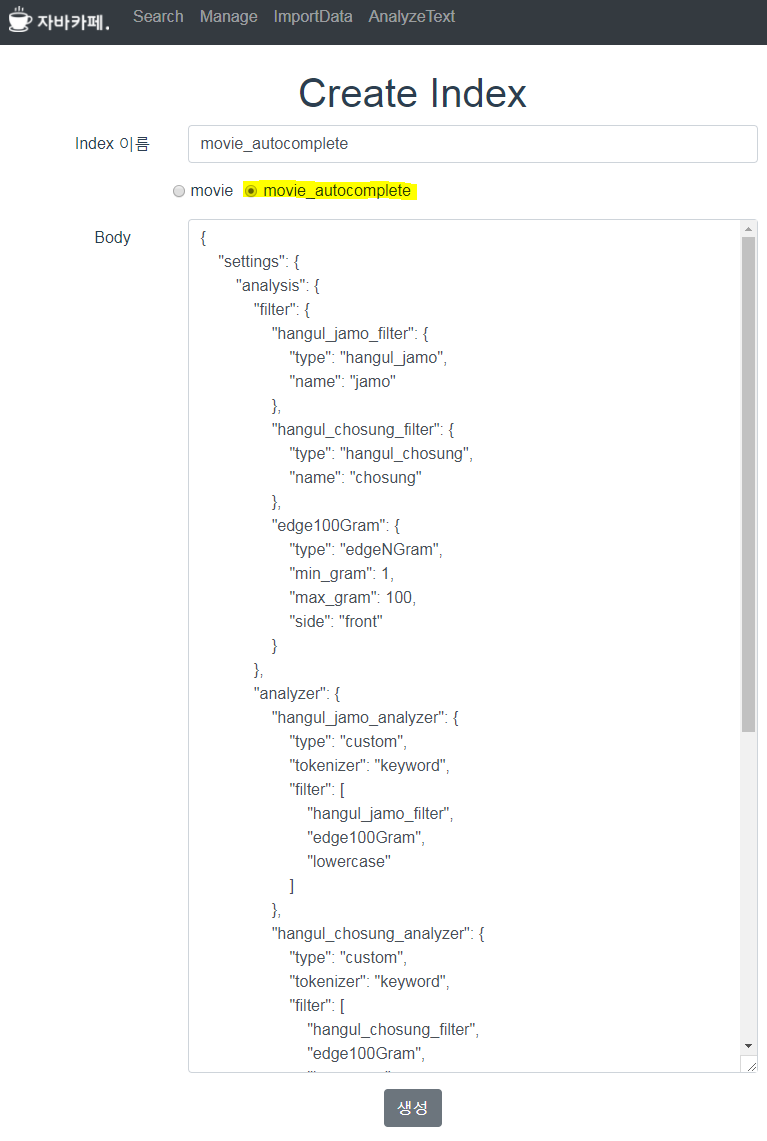 자바카페. Search Manage ImportData AnalyzeText
Create Index
Index 이름 movie_autocomplete
movie movie_autocomplete
Body
{
"settings": {
"analysis": {
"filter": {
"hangul_jamo_filter": {
"type": "hangul_jamo",
"name": "jamo"
},
"hangul_chosung_filter": {
"type": "hangul_chosung",
"name": "chosung"
},
"edge100Gram": {
"type": "edgeNGram",
"min_gram": 1,
"max_gram": 100,
"side": "front"
}
},
"analyzer": {
"hangul_jamo_analyzer": {
"type": "custom",
"tokenizer": "keyword",
"filter": [
"hangul_jamo_filter",
"edge100Gram",
"lowercase"
]
},
"hangul_chosung_analyzer": {
"type": "custom",
"tokenizer": "keyword",
"filter": [
"hangul_chosung_filter",
"edge100Gram",
생성